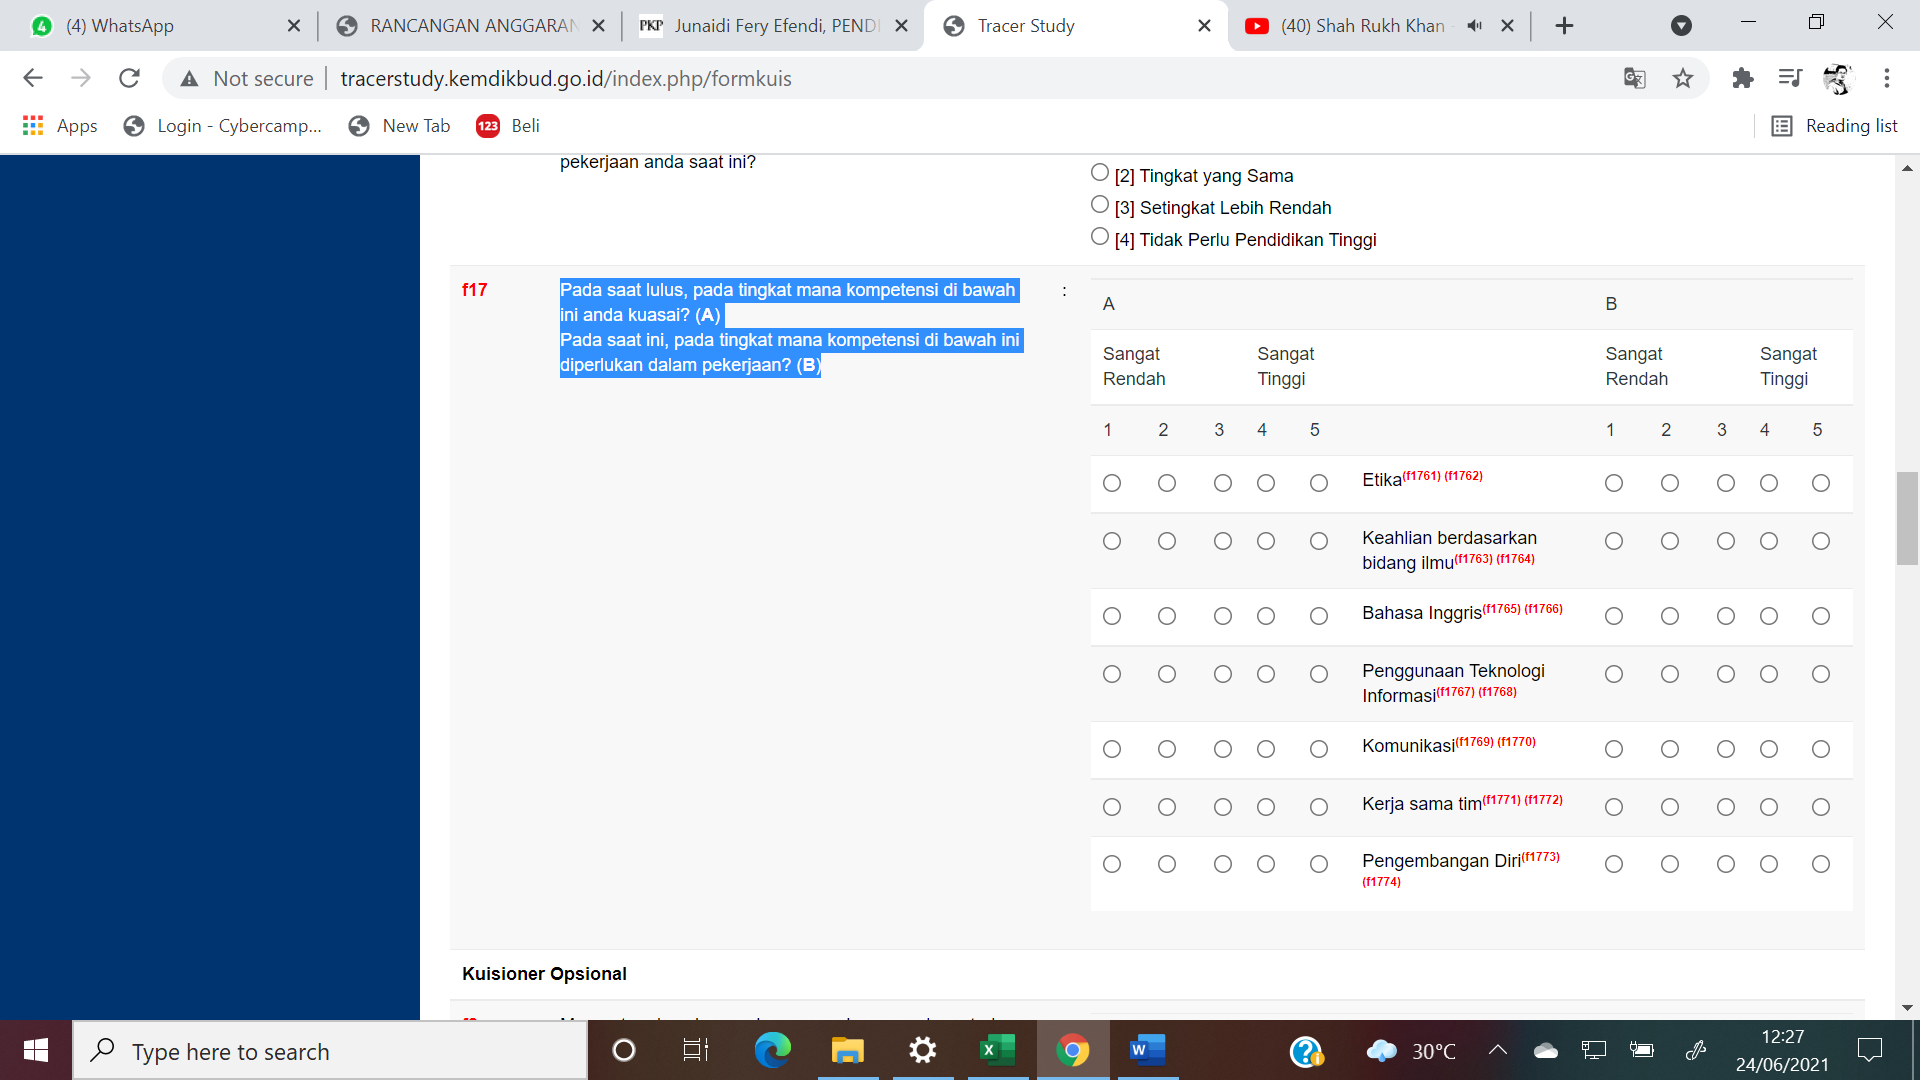 (4) WhatsApp
RANCANGAN ANGGARAN
PKP Junaidi Fery Efendi, PENDI
Tracer Study
(40) Shah Rukh Khan
Not secure
tracerstudy.kemdikbud.go.id/index.php/formkuis
Apps
Login - Cybercamp...
New Tab
123 Beli
Reading list
pekerjaan anda saat ini?
[2] Tingkat yang Sama
[3] Setingkat Lebih Rendah
[4] Tidak Perlu Pendidikan Tinggi
f17
Pada saat lulus, pada tingkat mana kompetensi di bawah
ini anda kuasai? (A)
Pada saat ini, pada tingkat mana kompetensi di bawah ini
diperlukan dalam pekerjaan? (B)
:
A B
Sangat Sangat Sangat Sangat
Rendah Tinggi Rendah Tinggi
1 2 3 4 5 1 2 3 4 5
Etika(f1761) (f1762)
Keahlian berdasarkan
bidang ilmu(f1763) (f1764)
Bahasa Inggris(f1765) (f1766)
Penggunaan Teknologi
Informasi(f1767) (f1768)
Komunikasi(f1769) (f1770)
Kerja sama tim(f1771) (f1772)
Pengembangan Diri(f1773)
(f1774)
Kuisioner Opsional
Type here to search
30°C
12:27
24/06/2021